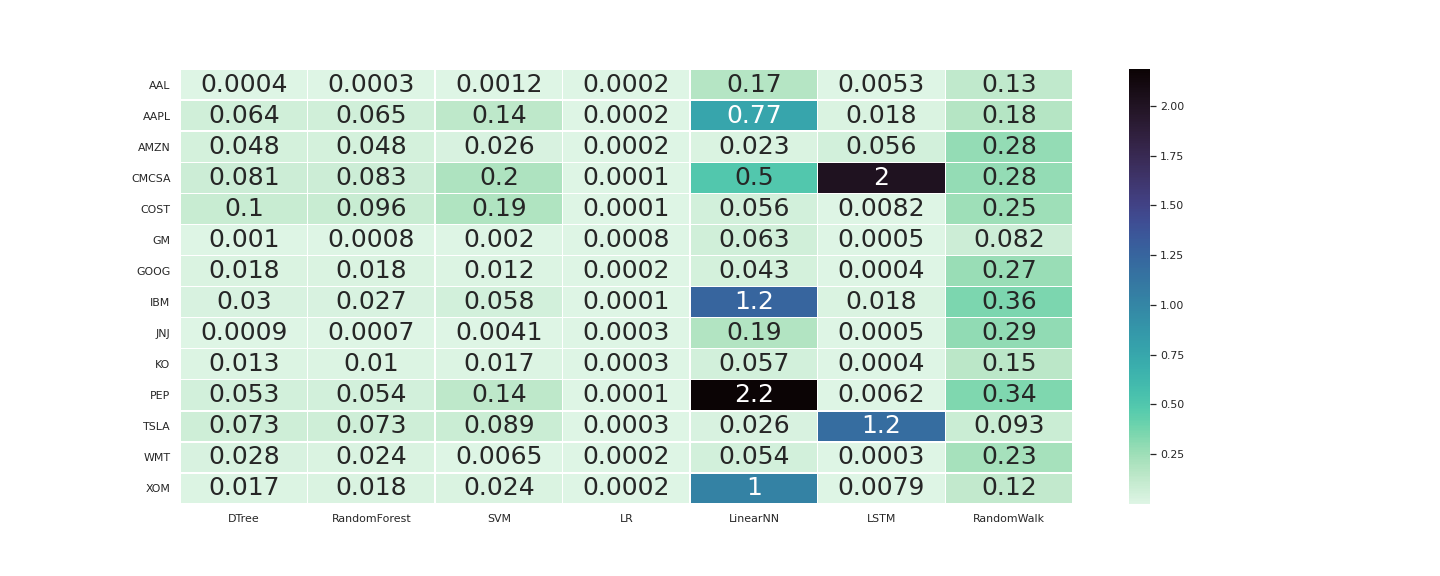 AAL 0.0004 0.0003 0.0012 0.0002 0.17 0.0053 0.13
AAPL 0.064 0.065 0.14 0.0002 0.77 0.018 0.18
AMZN 0.048 0.048 0.026 0.0002 0.023 0.056 0.28
CMCSA 0.081 0.083 0.2 0.0001 0.5 2 0.28
COST 0.1 0.096 0.19 0.0001 0.056 0.0082 0.25
GM 0.001 0.0008 0.002 0.0008 0.063 0.0005 0.082
GOOG 0.018 0.018 0.012 0.0002 0.043 0.0004 0.27
IBM 0.03 0.027 0.058 0.0001 1.2 0.018 0.36
JNJ 0.0009 0.0007 0.0041 0.0003 0.19 0.0005 0.29
KO 0.013 0.01 0.017 0.0003 0.057 0.0004 0.15
PEP 0.053 0.054 0.14 0.0001 2.2 0.0062 0.34
TSLA 0.073 0.073 0.089 0.0003 0.026 1.2 0.093
WMT 0.028 0.024 0.0065 0.0002 0.054 0.0003 0.23
XOM 0.017 0.018 0.024 0.0002 1 0.0079 0.12
DTree RandomForest SVM LR LinearNN LSTM RandomWalk
2.00
1.75
1.50
1.25
1.00
0.75
0.50
0.25